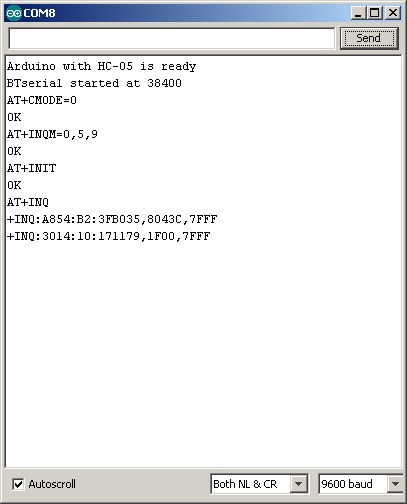 COM8
Send
Arduino with HC-05 is ready
BTserial started at 38400
AT+CMODE=0
OK
AT+INQM=0,5,9
OK
AT+INIT
OK
AT+INQ
+INQ:A854:B2:3FB035,8043C,7FFF
+INQ:3014:10:171179,1F00,7FFF
Autoscroll
Both NL & CR
9600 baud